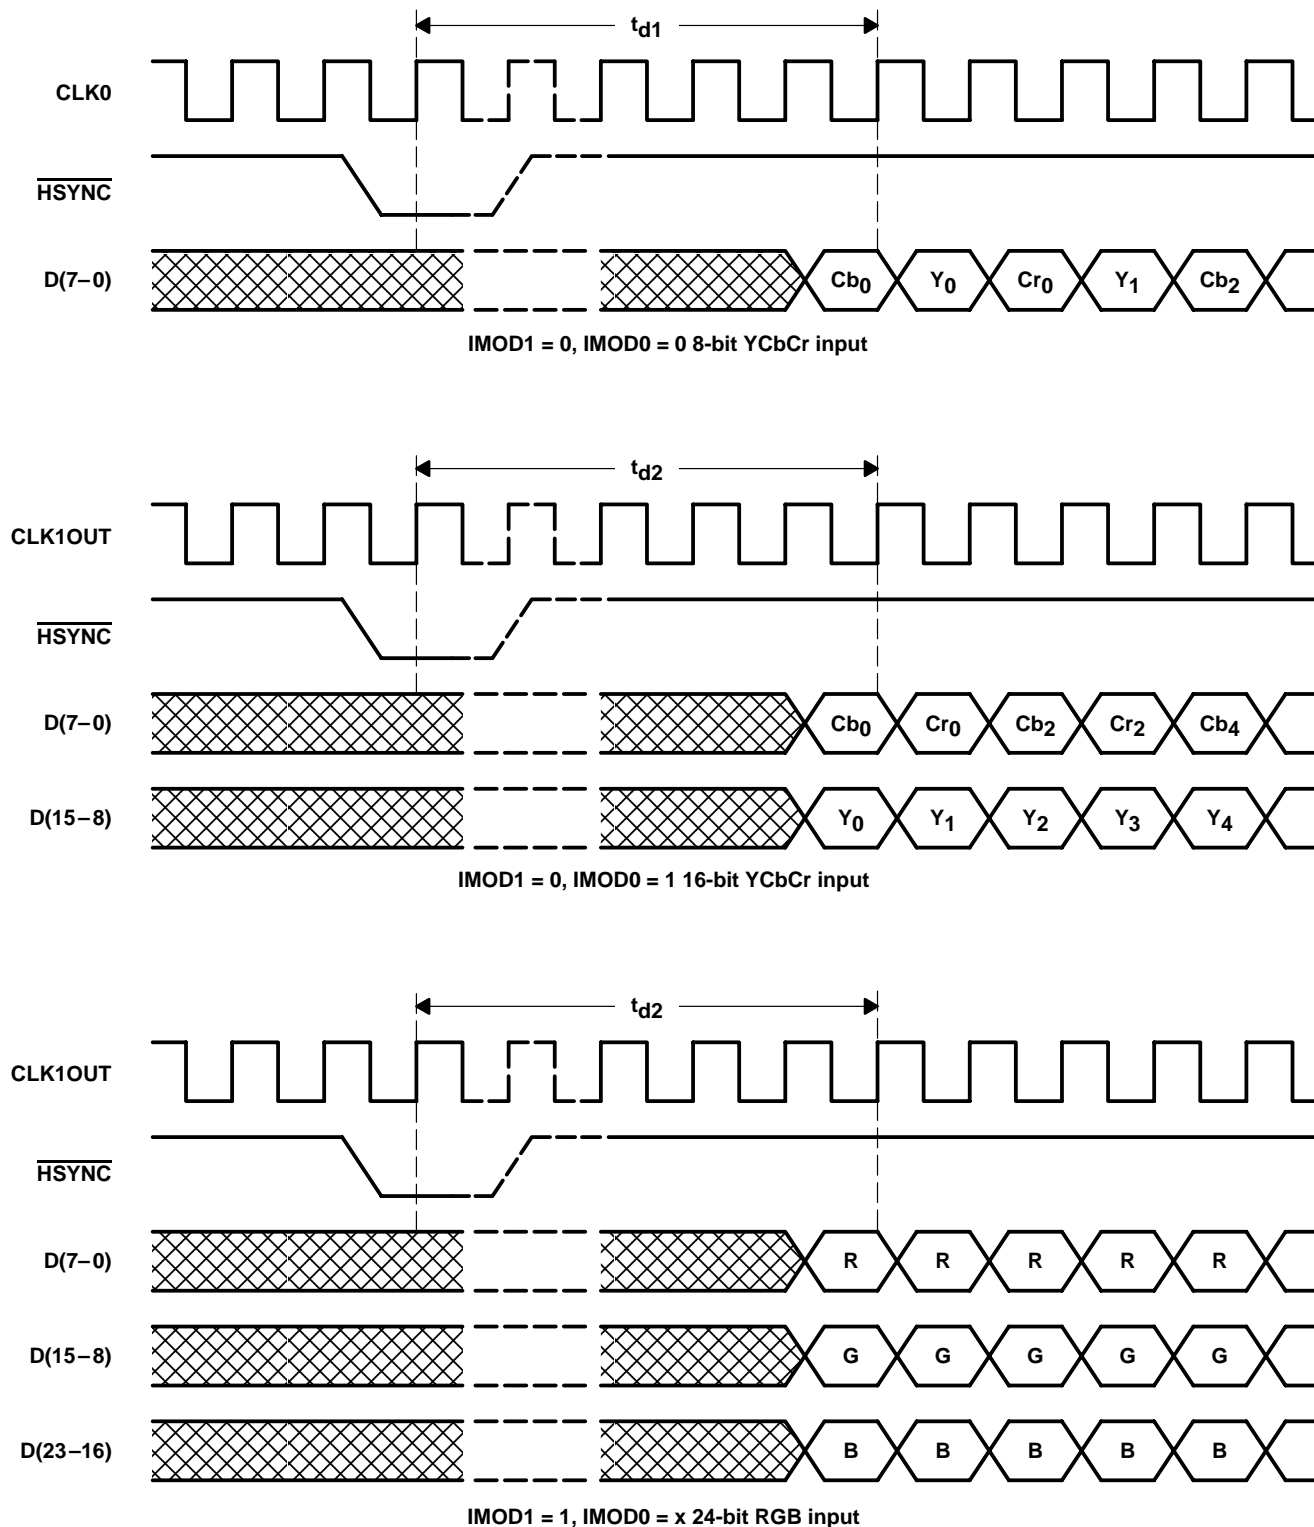 td1
CLK0
HSYNC
D(7–0) Cb0 Y0 Cr0 Y1 Cb2
IMOD1 = 0, IMOD0 = 0 8-bit YCbCr input
td2
CLK1OUT
HSYNC
D(7–0) Cb0 Cr0 Cb2 Cr2 Cb4
D(15–8) Y0 Y1 Y2 Y3 Y4
IMOD1 = 0, IMOD0 = 1 16-bit YCbCr input
td2
CLK1OUT
HSYNC
D(7–0) R R R R R
D(15–8) G G G G G
D(23–16) B B B B B
IMOD1 = 1, IMOD0 = x 24-bit RGB input